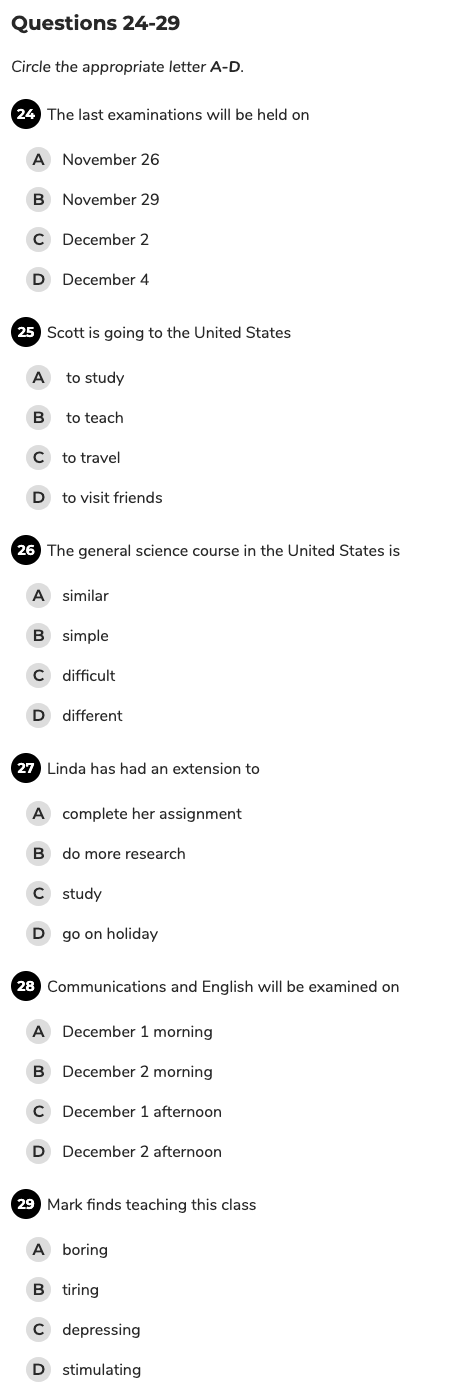 Questions 24-29
Circle the appropriate letter A-D.
24 The last examinations will be held on
A November 26
B November 29
C December 2
D December 4
25 Scott is going to the United States
A to study
B to teach
C to travel
D to visit friends
26 The general science course in the United States is
A similar
B simple
C difficult
D different
27 Linda has had an extension to
A complete her assignment
B do more research
C study
D go on holiday
28 Communications and English will be examined on
A December 1 morning
B December 2 morning
C December 1 afternoon
D December 2 afternoon
29 Mark finds teaching this class
A boring
B tiring
C depressing
D stimulating